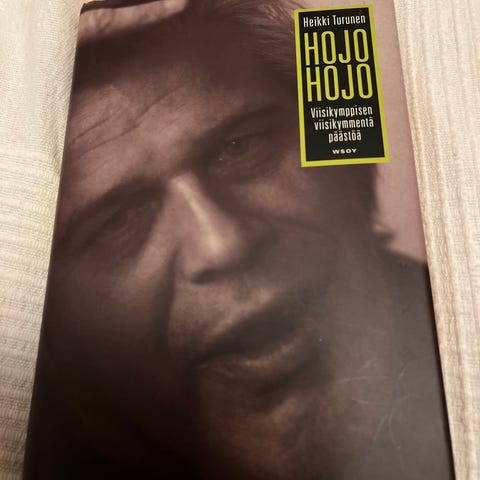 Heikki Turunen
HOJO
HOJO
Viisikymppisen
viisikymmentä
päästöä
WSOY